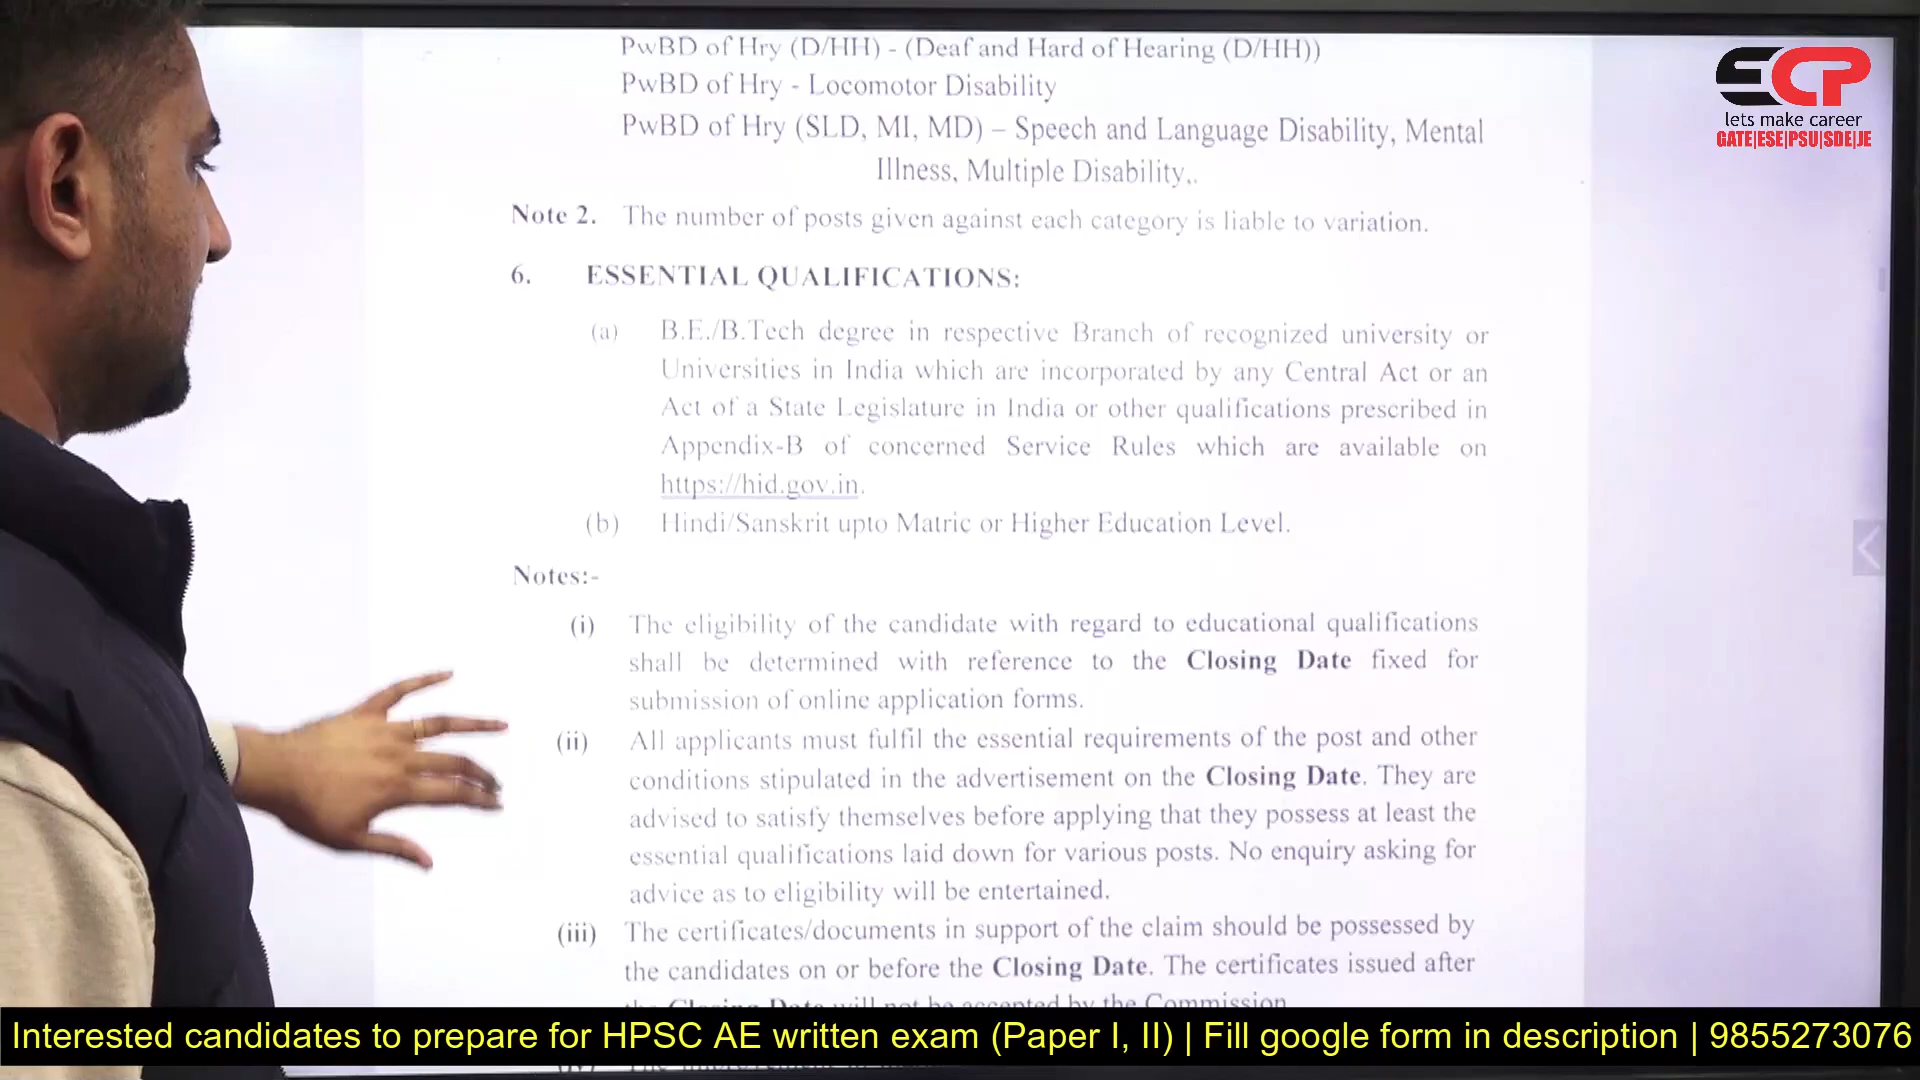 PwBD of Hry (D/HH) - (Deaf and Hard of Hearing (D/HH))
PwBD of Hry - Locomotor Disability
PwBD of Hry (SLD, MI, MD) – Speech and Language Disability, Mental
Illness, Multiple Disability,.
Note 2. The number of posts given against each category is liable to variation.
6. ESSENTIAL QUALIFICATIONS:
(a) B.E./B.Tech degree in respective Branch of recognized university or
Universities in India which are incorporated by any Central Act or an
Act of a State Legislature in India or other qualifications prescribed in
Appendix-B of concerned Service Rules which are available on
https://hid.gov.in.
(b) Hindi/Sanskrit upto Matric or Higher Education Level.
Notes:-
(i) The eligibility of the candidate with regard to educational qualifications
shall be determined with reference to the Closing Date fixed for
submission of online application forms.
(ii) All applicants must fulfil the essential requirements of the post and other
conditions stipulated in the advertisement on the Closing Date. They are
advised to satisfy themselves before applying that they possess at least the
essential qualifications laid down for various posts. No enquiry asking for
advice as to eligibility will be entertained.
(iii) The certificates/documents in support of the claim should be possessed by
the candidates on or before the Closing Date. The certificates issued after
the Closing Date will not be accepted by the Commission
ECP
lets make career
GATE|ESE|PSU|SDE|JE
Interested candidates to prepare for HPSC AE written exam (Paper I, II) | Fill google form in description | 9855273076